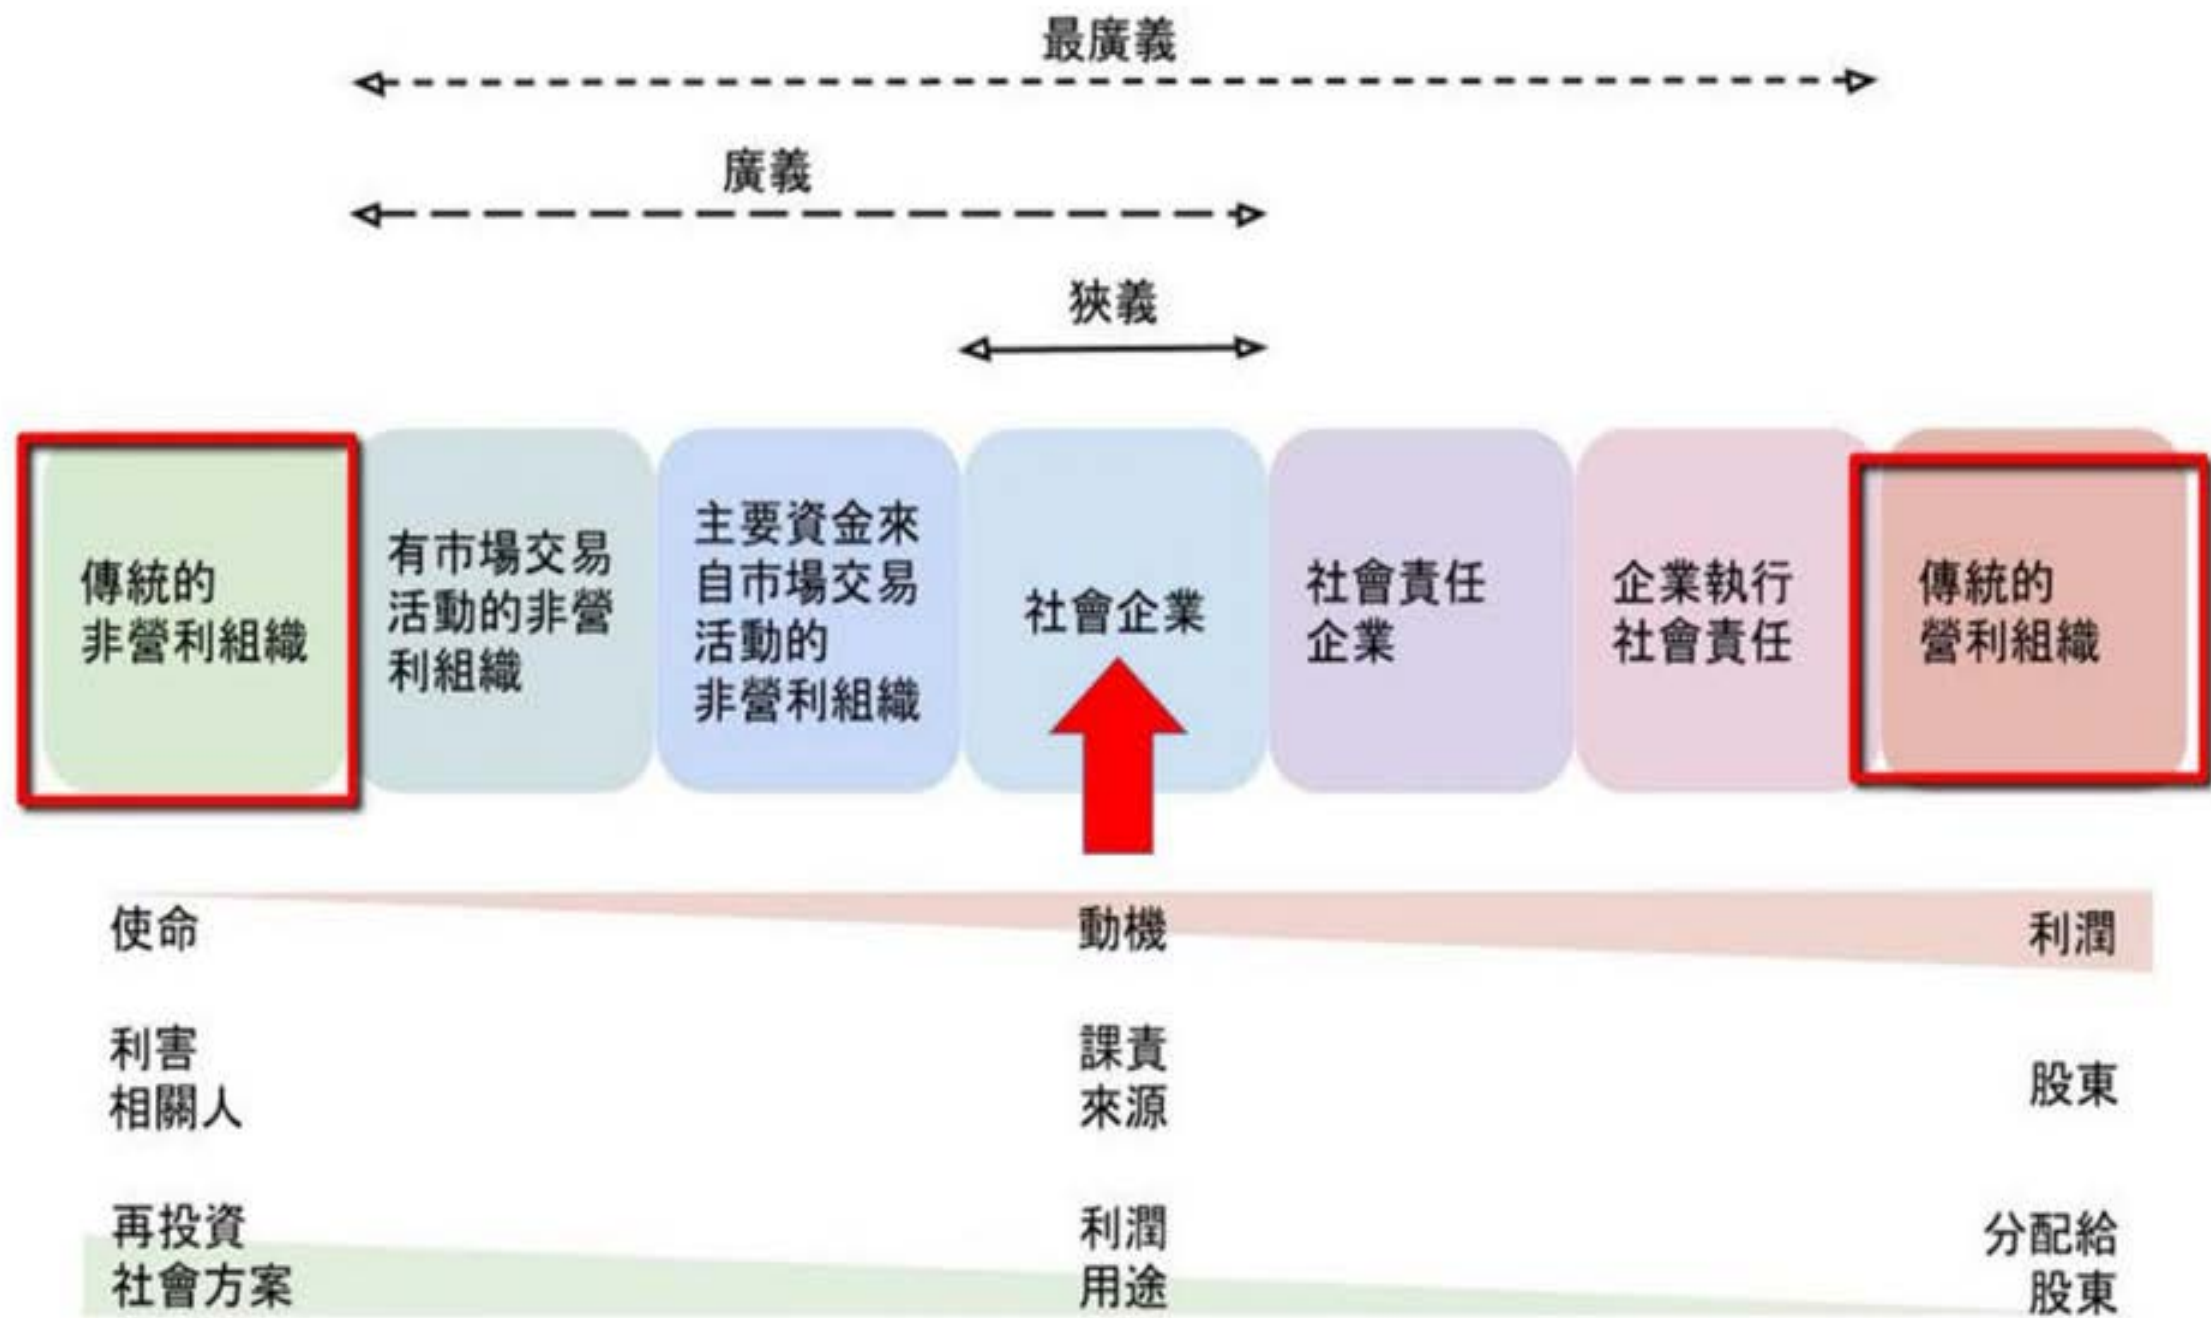 最廣義
廣義
狹義
傳統的
非營利組織
有市場交易
活動的非營
利組織
主要資金來
自市場交易
活動的
非營利組織
社會企業
社會責任
企業
企業執行
社會責任
傳統的
營利組織
使命
動機
利潤
利害
相關人
課責
來源
股東
再投資
社會方案
利潤
用途
分配給
股東